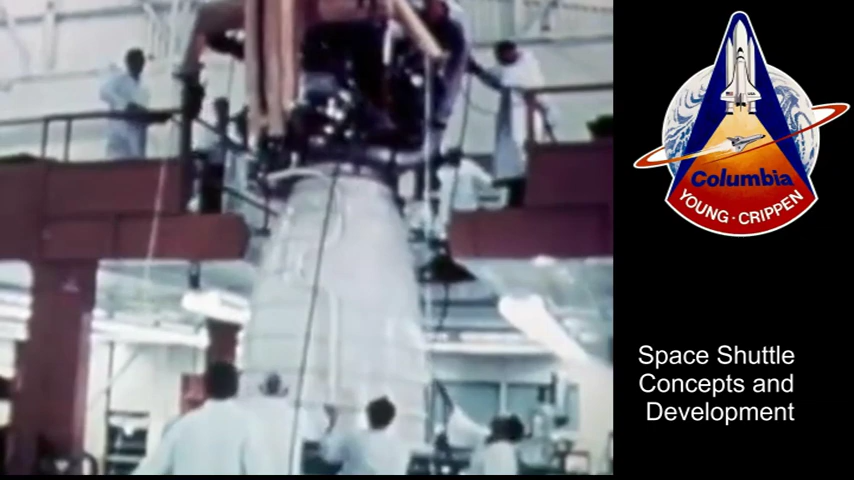 Columbia
YOUNG · CRIPPEN
Space Shuttle
Concepts and
Development